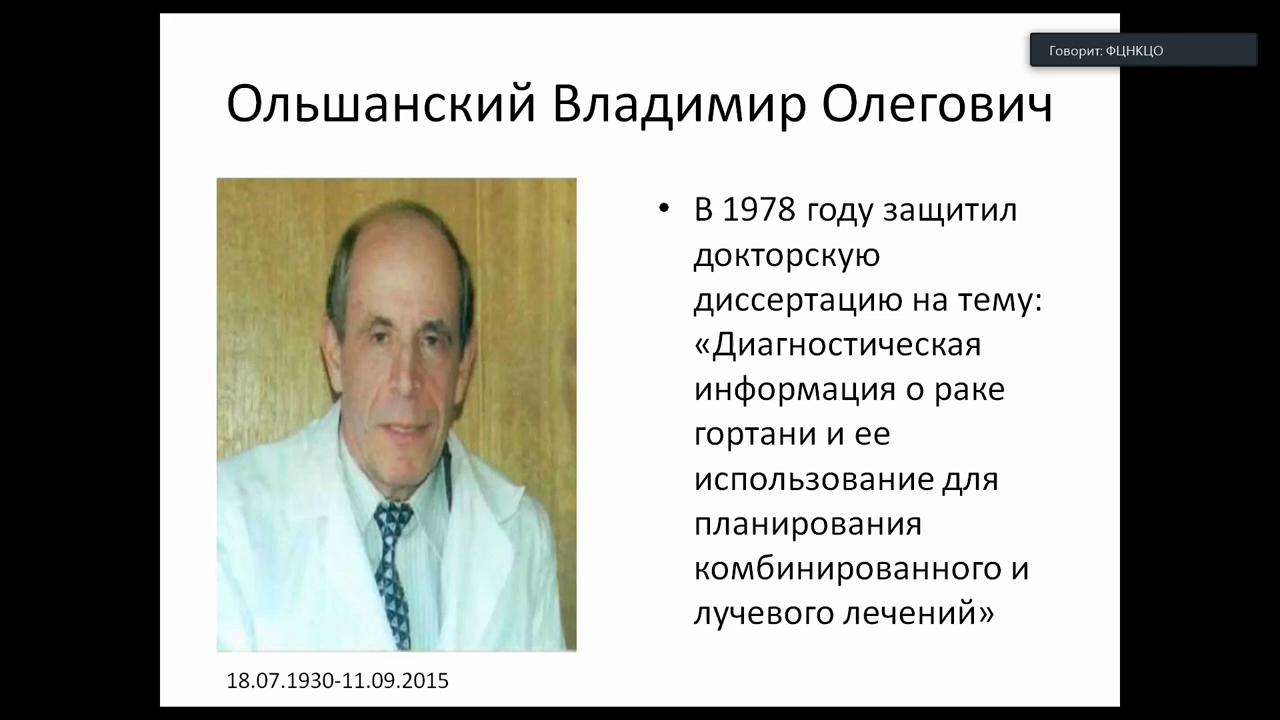 Говорит: ФЦНКЦО
Ольшанский Владимир Олегович
• В 1978 году защитил
докторскую
диссертацию на тему:
«Диагностическая
информация о раке
гортани и ее
использование для
планирования
комбинированного и
лучевого лечений»
18.07.1930-11.09.2015